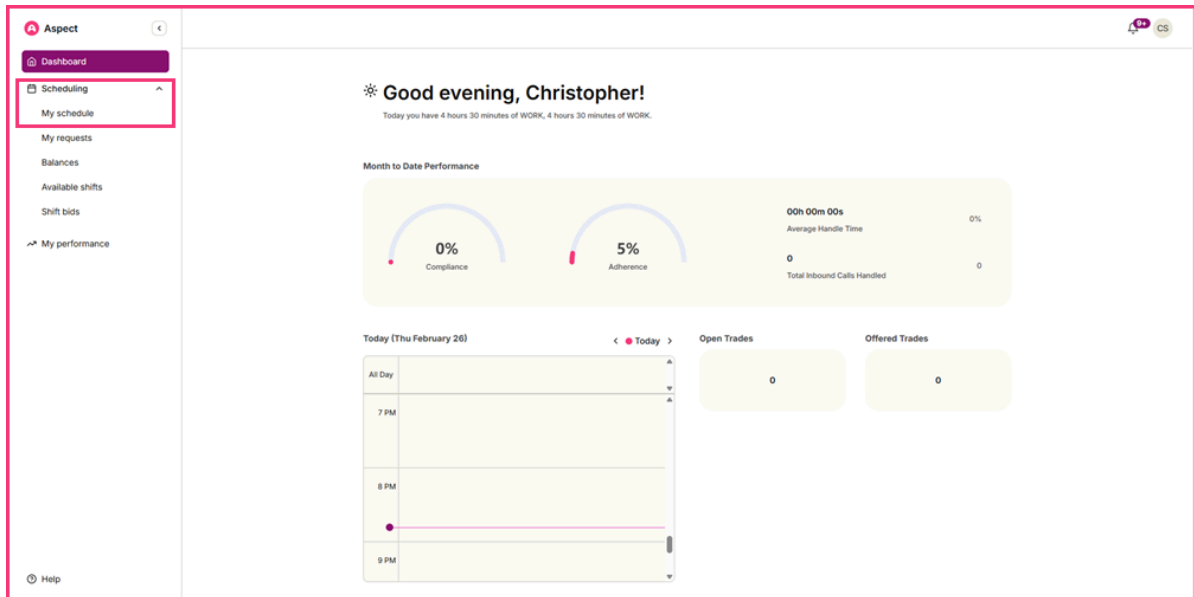 Aspect
9+
CS
Dashboard
Scheduling
My schedule
My requests
Balances
Available shifts
Shift bids
My performance
Help
Good evening, Christopher!
Today you have 4 hours 30 minutes of WORK, 4 hours 30 minutes of WORK.
Month to Date Performance
0%
Compliance
5%
Adherence
00h 00m 00s
Average Handle Time
0%
0
Total Inbound Calls Handled
0
Today (Thu February 26)
Today
All Day
7 PM
8 PM
9 PM
Open Trades
0
Offered Trades
0